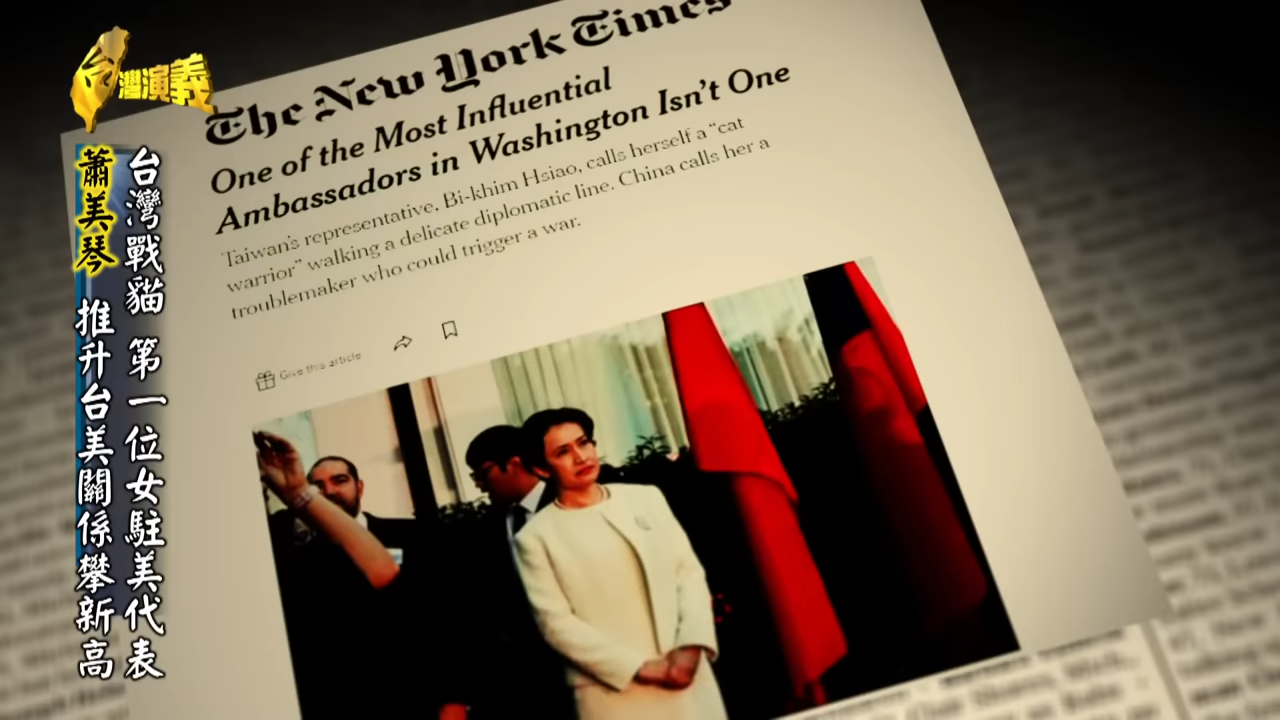 台灣演義
台灣戰貓 第一位女駐美代表
蕭美琴 推升台美關係攀新高
The New York Times
One of the Most Influential
Ambassadors in Washington Isn't One
Taiwan's representative, Bi-khim Hsiao, calls herself a "cat
warrior" walking a delicate diplomatic line. China calls her a
troublemaker who could trigger a war.
Give this article